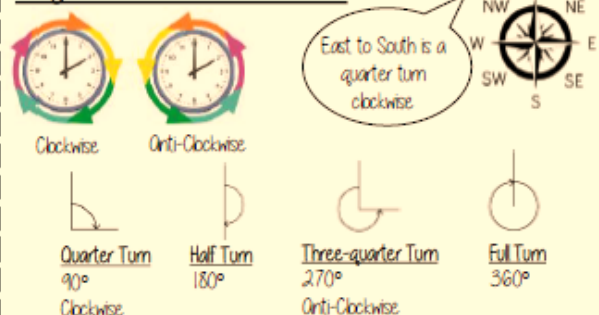 NW NE
W E
SW SE
S
East to South is a
quarter turn
clockwise
Clockwise Anti-Clockwise
Quarter Turn Half Turn Three-quarter Turn Full Turn
90° 180° 270° 360°
Clockwise Anti-Clockwise